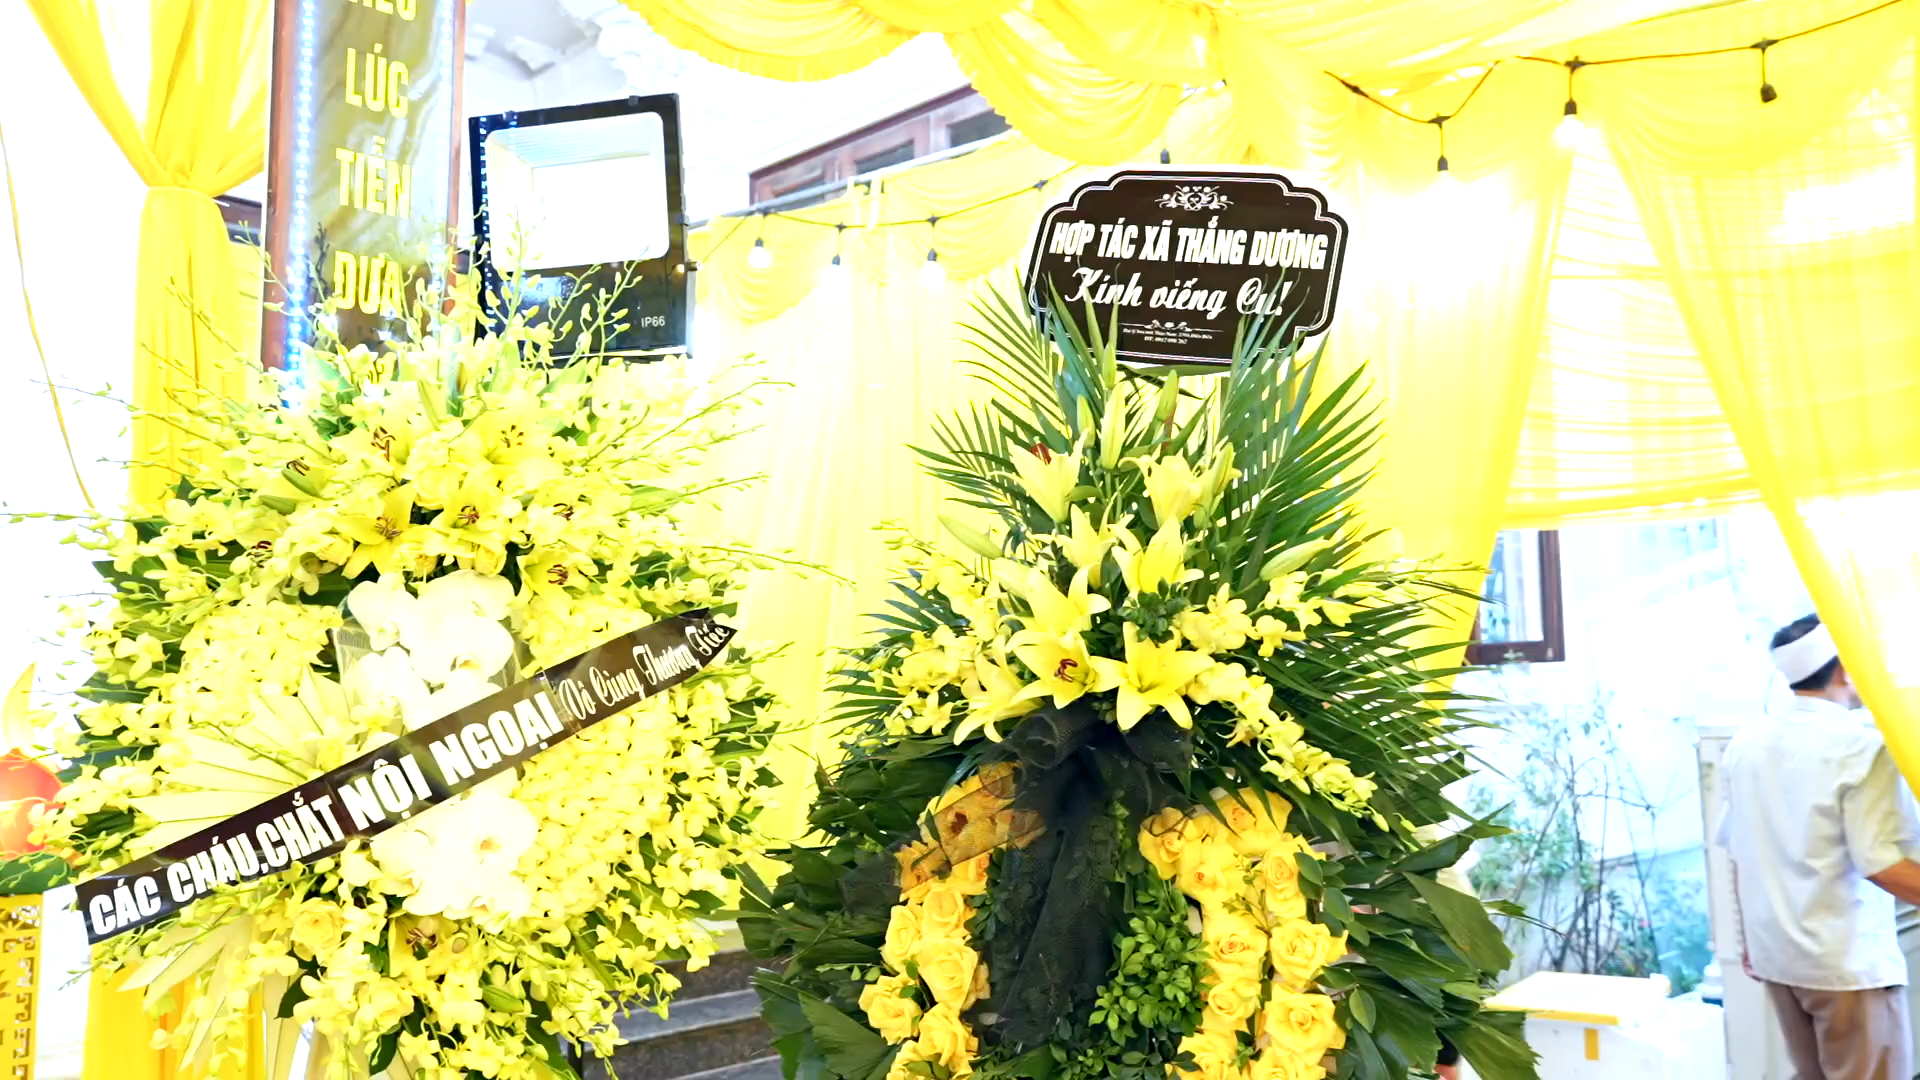 LÚC
TIỄN
ĐƯA
IP66
HỢP TÁC XÃ THẮNG DƯƠNG
Kính viếng Cụ!
CÁC CHÁU,CHẮT NỘI NGOẠI Vô Cùng Thương Tiếc